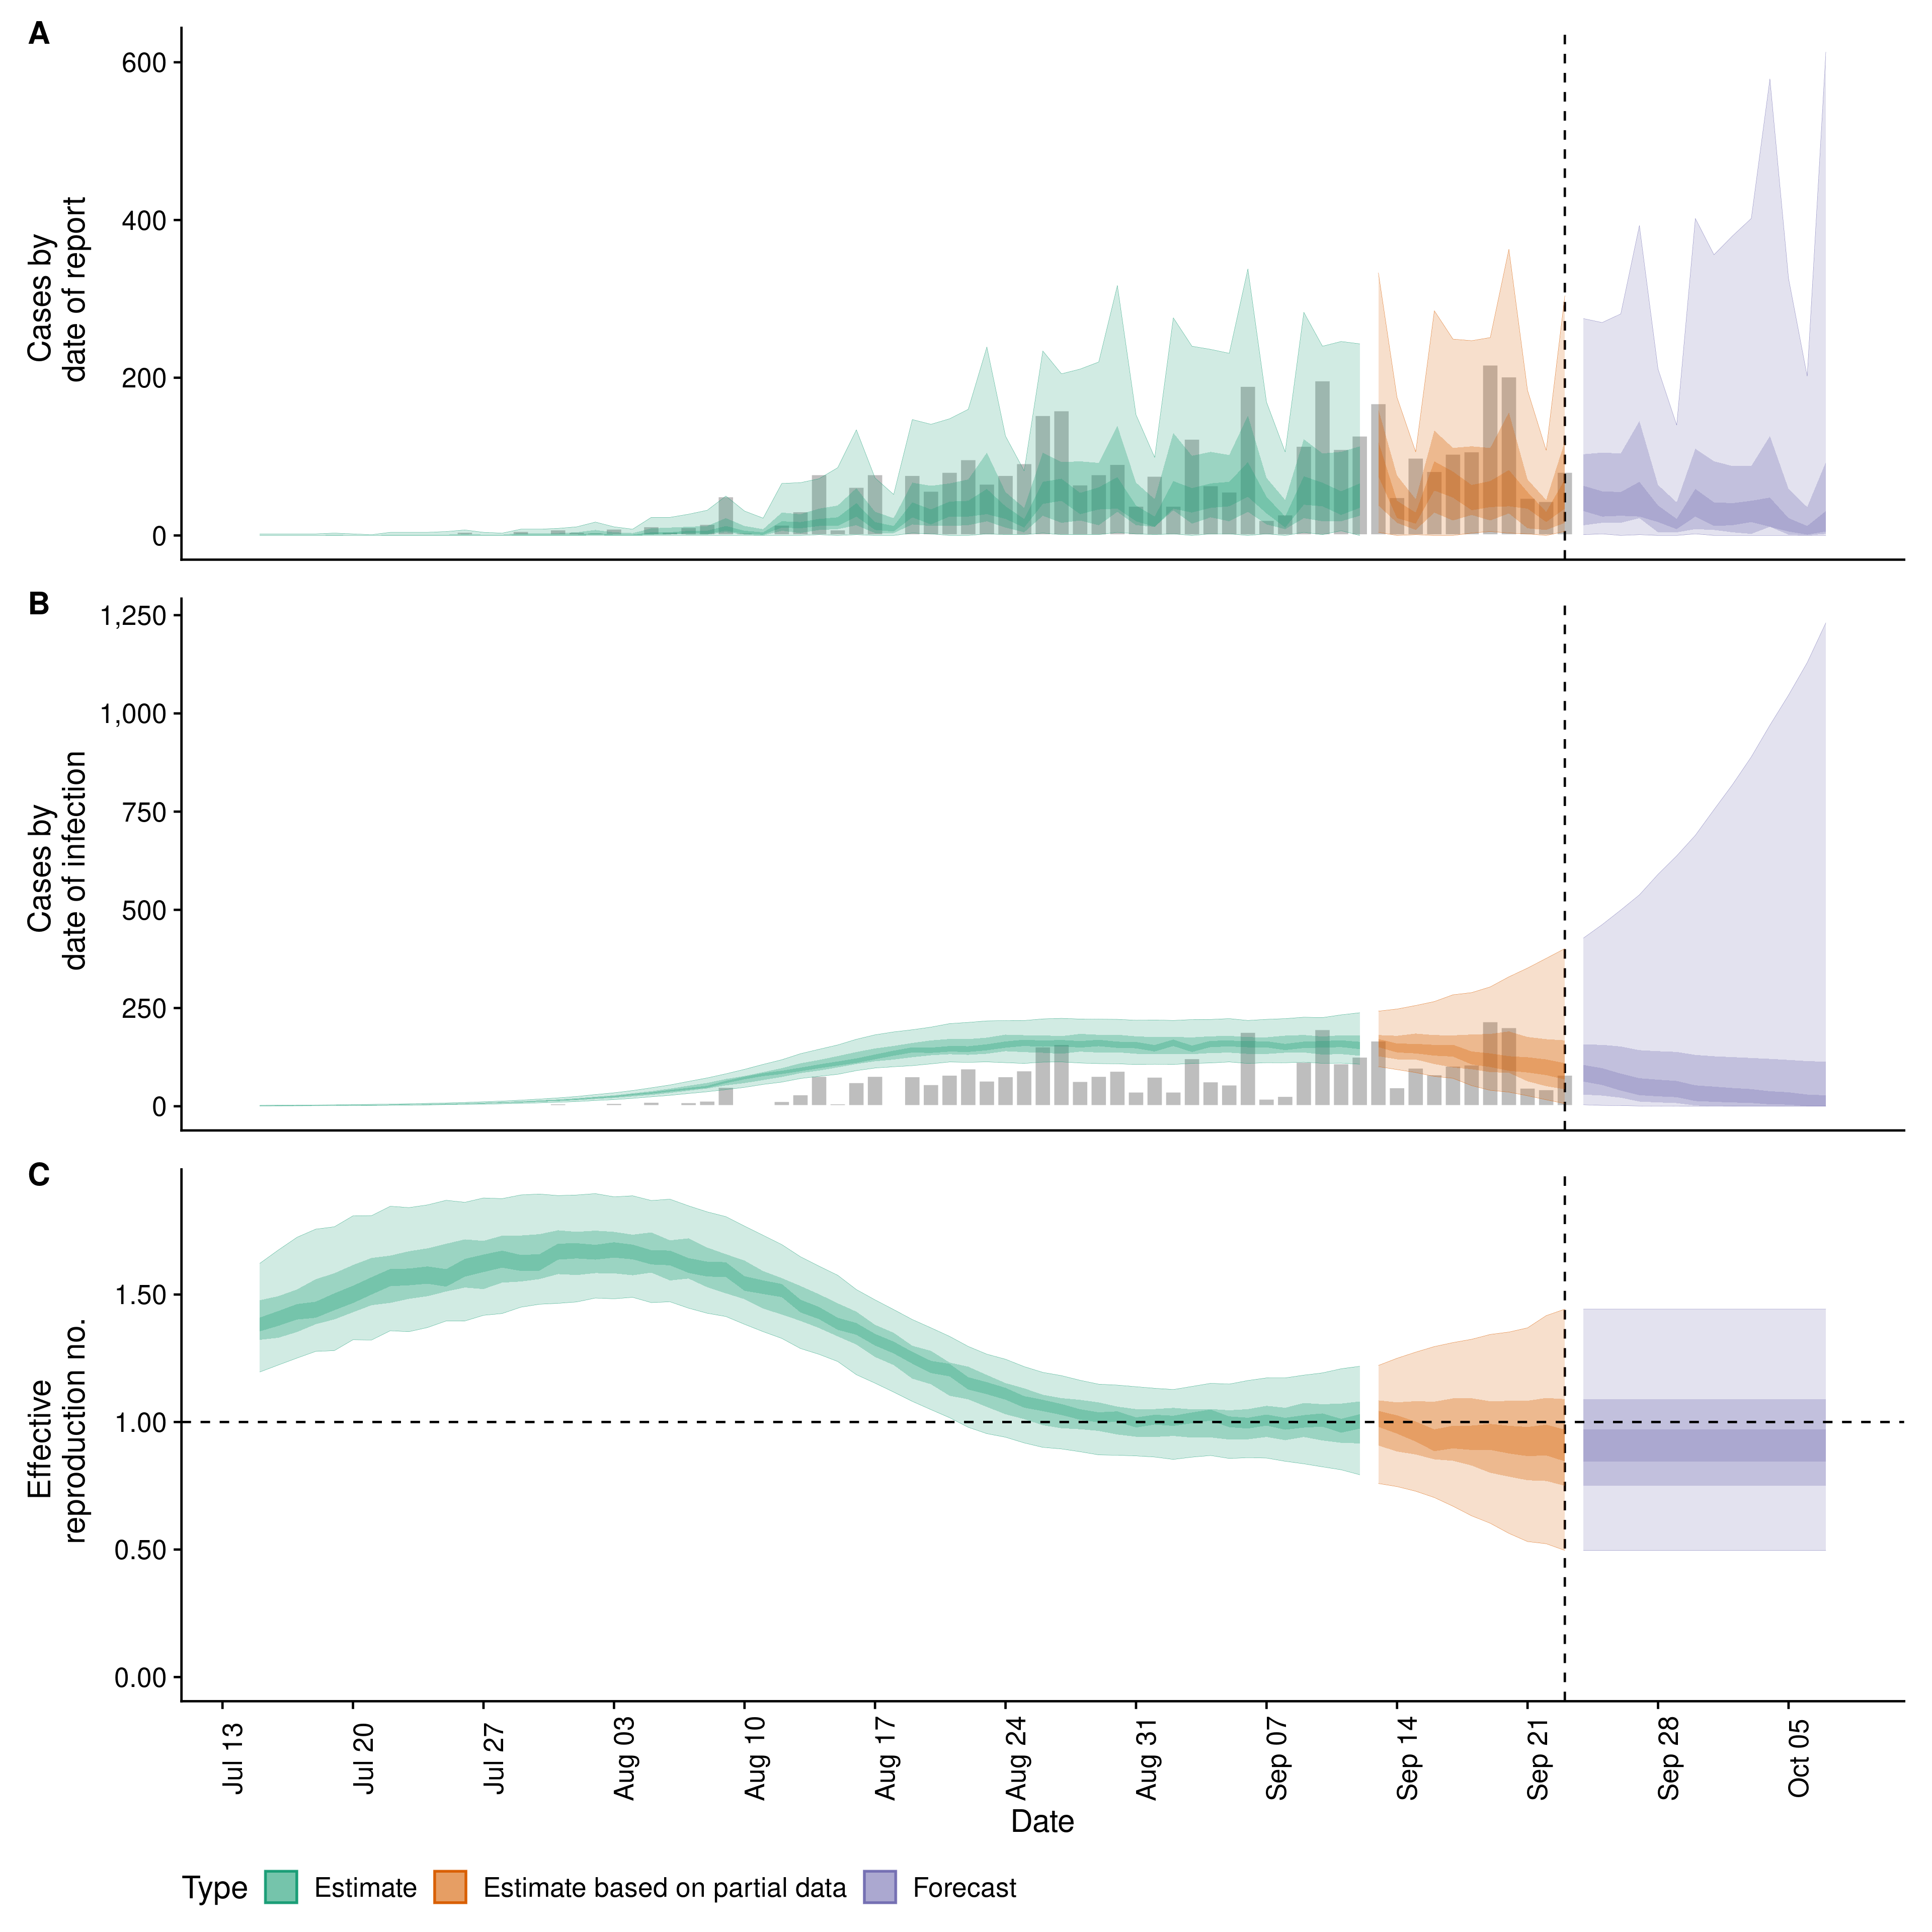 A
600
400
200
0
Cases by
date of report
B
1,250
1,000
750
500
250
0
Cases by
date of infection
C
1.50
1.00
0.50
0.00
Effective
reproduction no.
Jul 13
Jul 20
Jul 27
Aug 03
Aug 10
Aug 17
Aug 24
Aug 31
Sep 07
Sep 14
Sep 21
Sep 28
Oct 05
Date
Type Estimate Estimate based on partial data Forecast